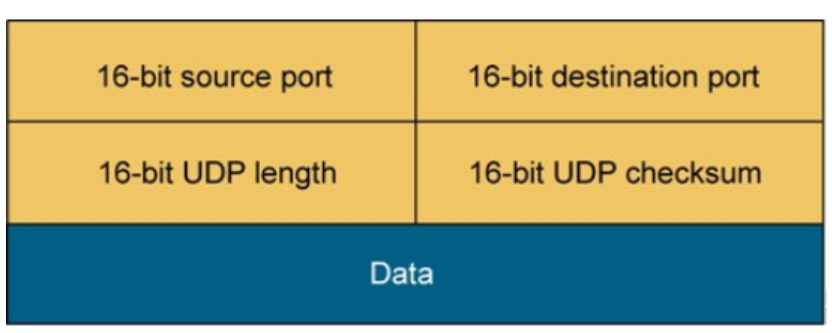 16-bit source port
16-bit destination port
16-bit UDP length
16-bit UDP checksum
Data